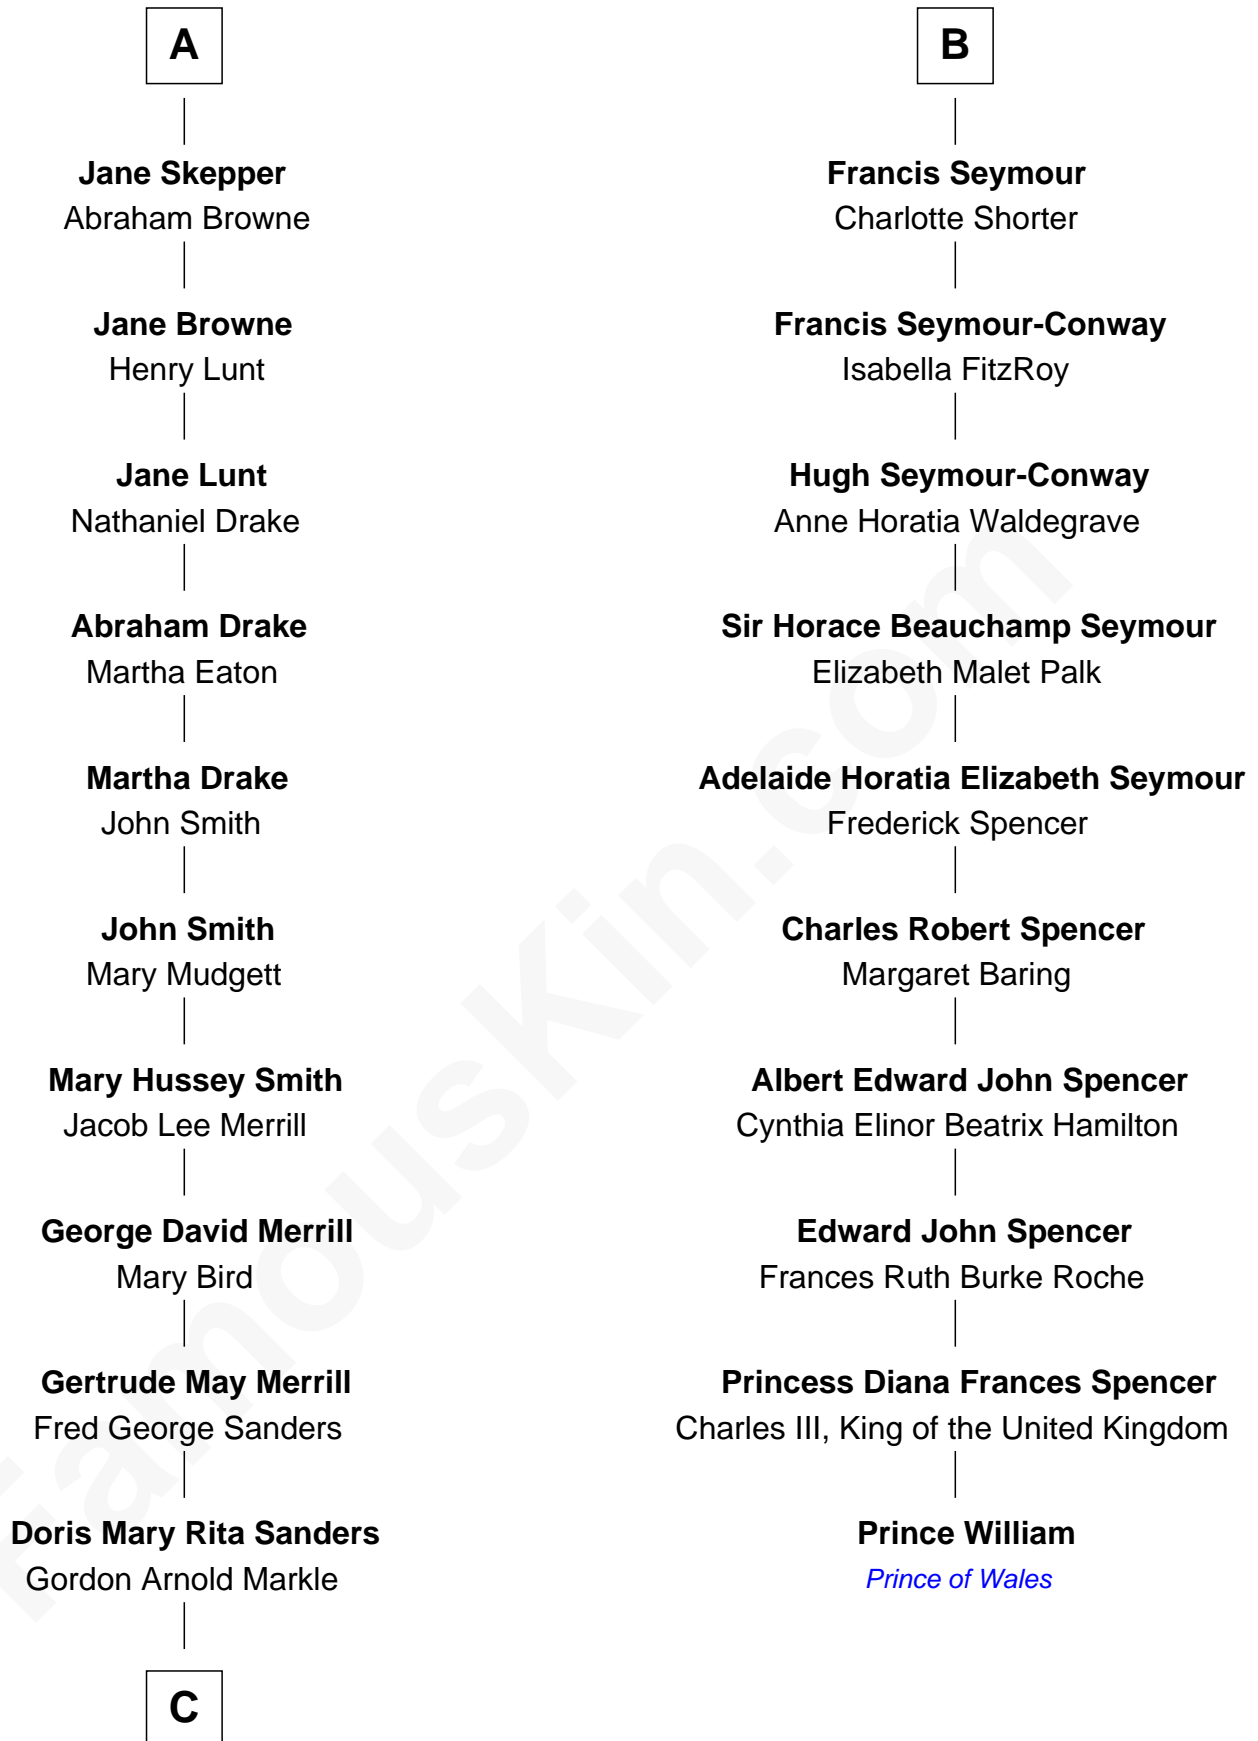 A
Jane Skepper
Abraham Browne
Jane Browne
Henry Lunt
Jane Lunt
Nathaniel Drake
Abraham Drake
Martha Eaton
Martha Drake
John Smith
John Smith
Mary Mudgett
Mary Hussey Smith
Jacob Lee Merrill
George David Merrill
Mary Bird
Gertrude May Merrill
Fred George Sanders
Doris Mary Rita Sanders
Gordon Arnold Markle
C
B
Francis Seymour
Charlotte Shorter
Francis Seymour-Conway
Isabella FitzRoy
Hugh Seymour-Conway
Anne Horatia Waldegrave
Sir Horace Beauchamp Seymour
Elizabeth Malet Palk
Adelaide Horatia Elizabeth Seymour
Frederick Spencer
Charles Robert Spencer
Margaret Baring
Albert Edward John Spencer
Cynthia Elinor Beatrix Hamilton
Edward John Spencer
Frances Ruth Burke Roche
Princess Diana Frances Spencer
Charles III, King of the United Kingdom
Prince William
Prince of Wales
FamousKin.com